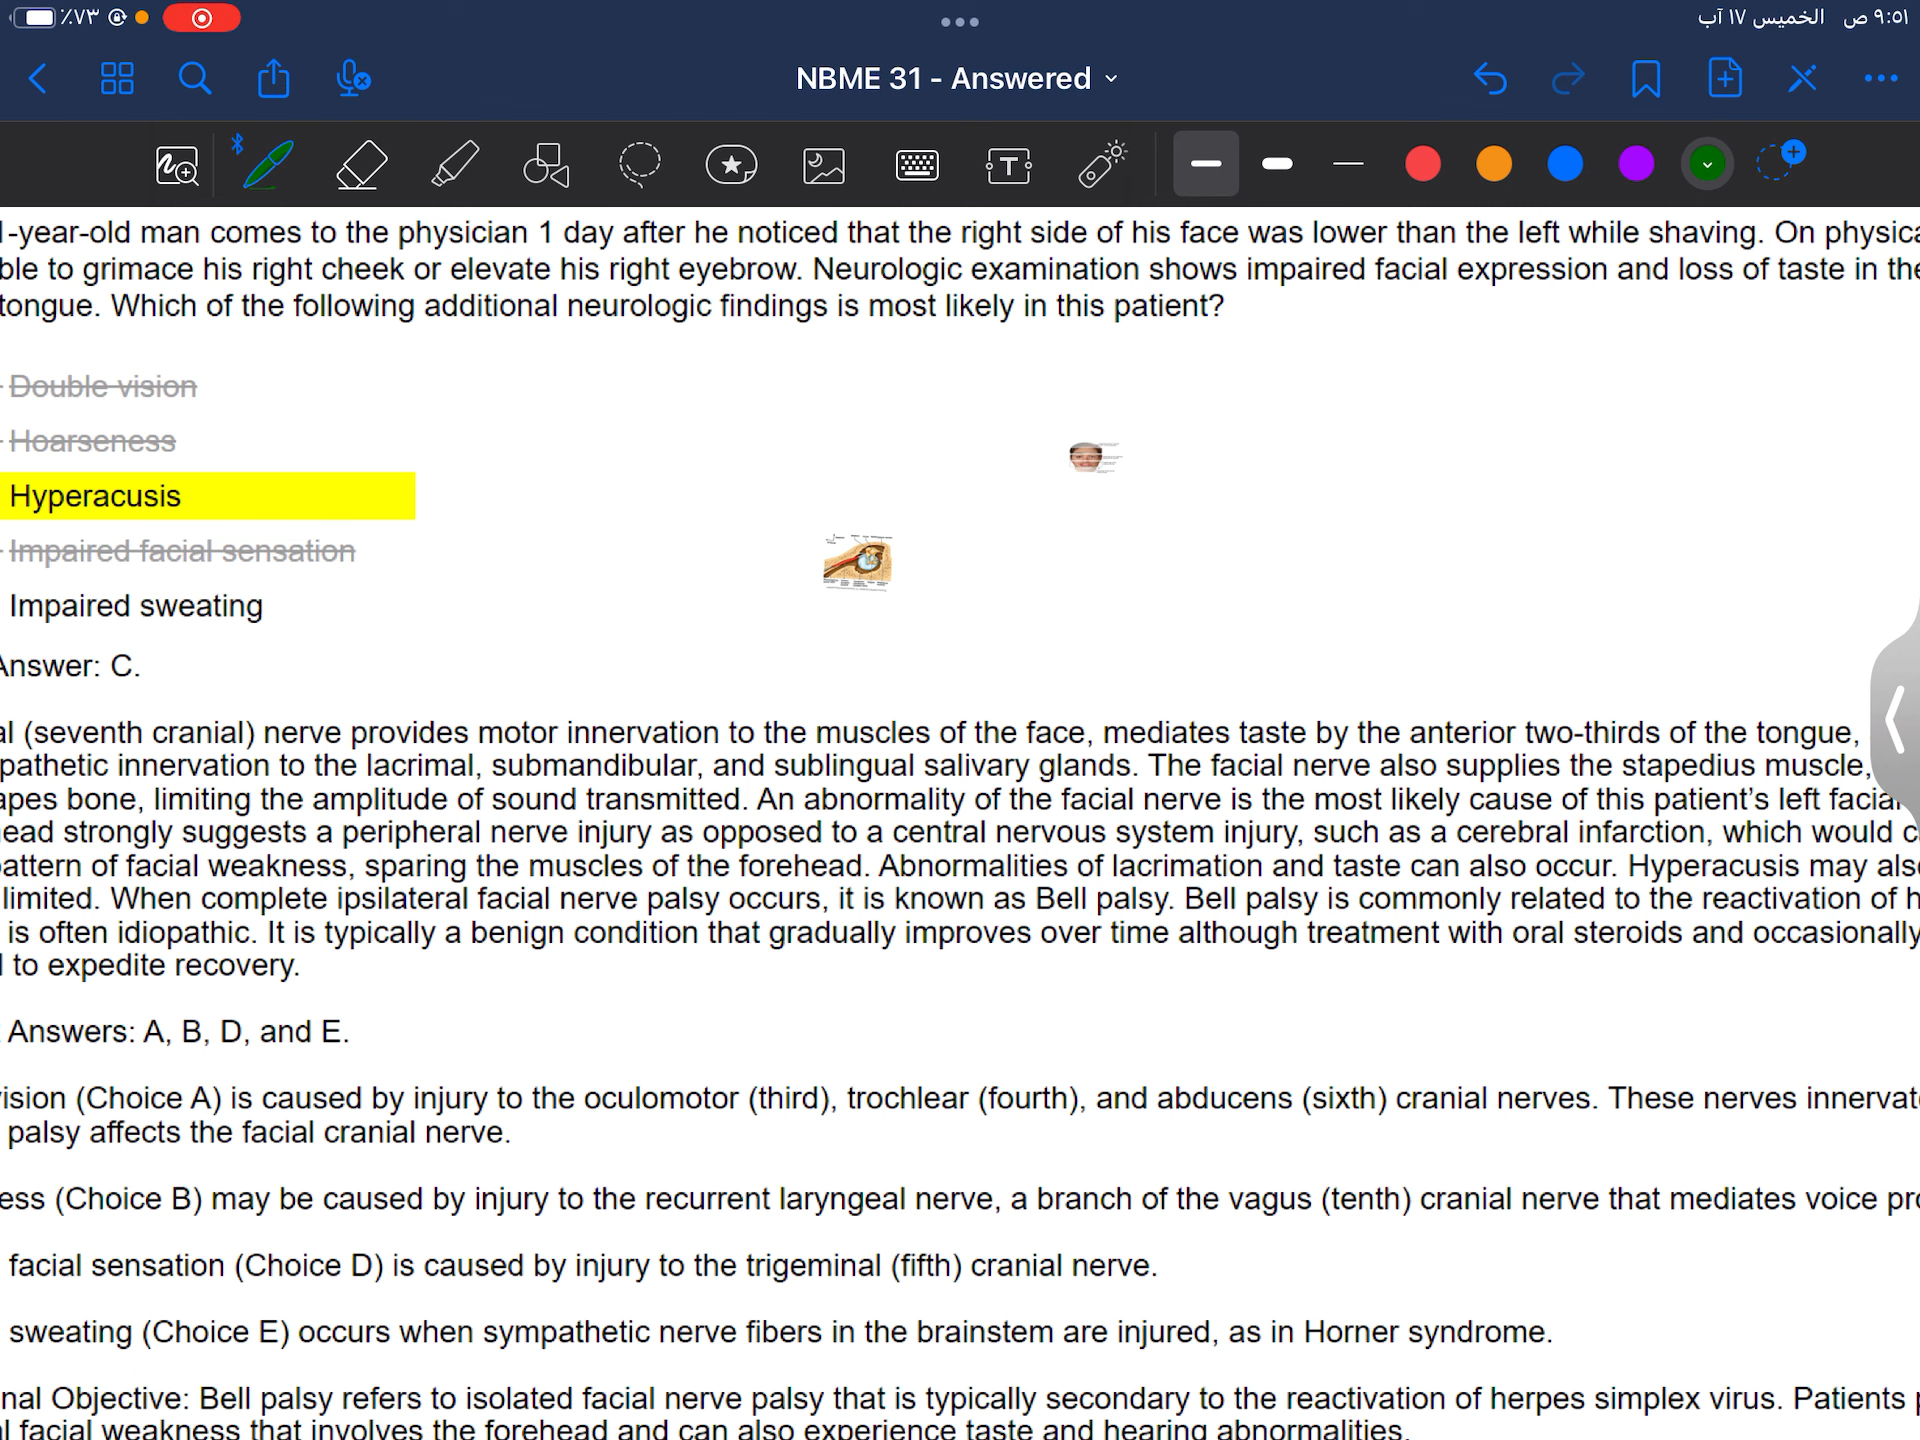 ٪٧٣
٩:٥١ ص الخميس ١٧ آب
NBME 31 - Answered
T
-year-old man comes to the physician 1 day after he noticed that the right side of his face was lower than the left while shaving. On physica
ble to grimace his right cheek or elevate his right eyebrow. Neurologic examination shows impaired facial expression and loss of taste in the
tongue. Which of the following additional neurologic findings is most likely in this patient?
Double vision
Hoarseness
Hyperacusis
Impaired facial sensation
Impaired sweating
Answer: C.
al (seventh cranial) nerve provides motor innervation to the muscles of the face, mediates taste by the anterior two-thirds of the tongue,
pathetic innervation to the lacrimal, submandibular, and sublingual salivary glands. The facial nerve also supplies the stapedius muscle,
apes bone, limiting the amplitude of sound transmitted. An abnormality of the facial nerve is the most likely cause of this patient's left facial
ead strongly suggests a peripheral nerve injury as opposed to a central nervous system injury, such as a cerebral infarction, which would c
attern of facial weakness, sparing the muscles of the forehead. Abnormalities of lacrimation and taste can also occur. Hyperacusis may also
limited. When complete ipsilateral facial nerve palsy occurs, it is known as Bell palsy. Bell palsy is commonly related to the reactivation of h
is often idiopathic. It is typically a benign condition that gradually improves over time although treatment with oral steroids and occasionally
to expedite recovery.
Answers: A, B, D, and E.
ision (Choice A) is caused by injury to the oculomotor (third), trochlear (fourth), and abducens (sixth) cranial nerves. These nerves innervate
palsy affects the facial cranial nerve.
ess (Choice B) may be caused by injury to the recurrent laryngeal nerve, a branch of the vagus (tenth) cranial nerve that mediates voice pro
facial sensation (Choice D) is caused by injury to the trigeminal (fifth) cranial nerve.
sweating (Choice E) occurs when sympathetic nerve fibers in the brainstem are injured, as in Horner syndrome.
nal Objective: Bell palsy refers to isolated facial nerve palsy that is typically secondary to the reactivation of herpes simplex virus. Patients p
l facial weakness that involves the forehead and can also experience taste and hearing abnormalities.